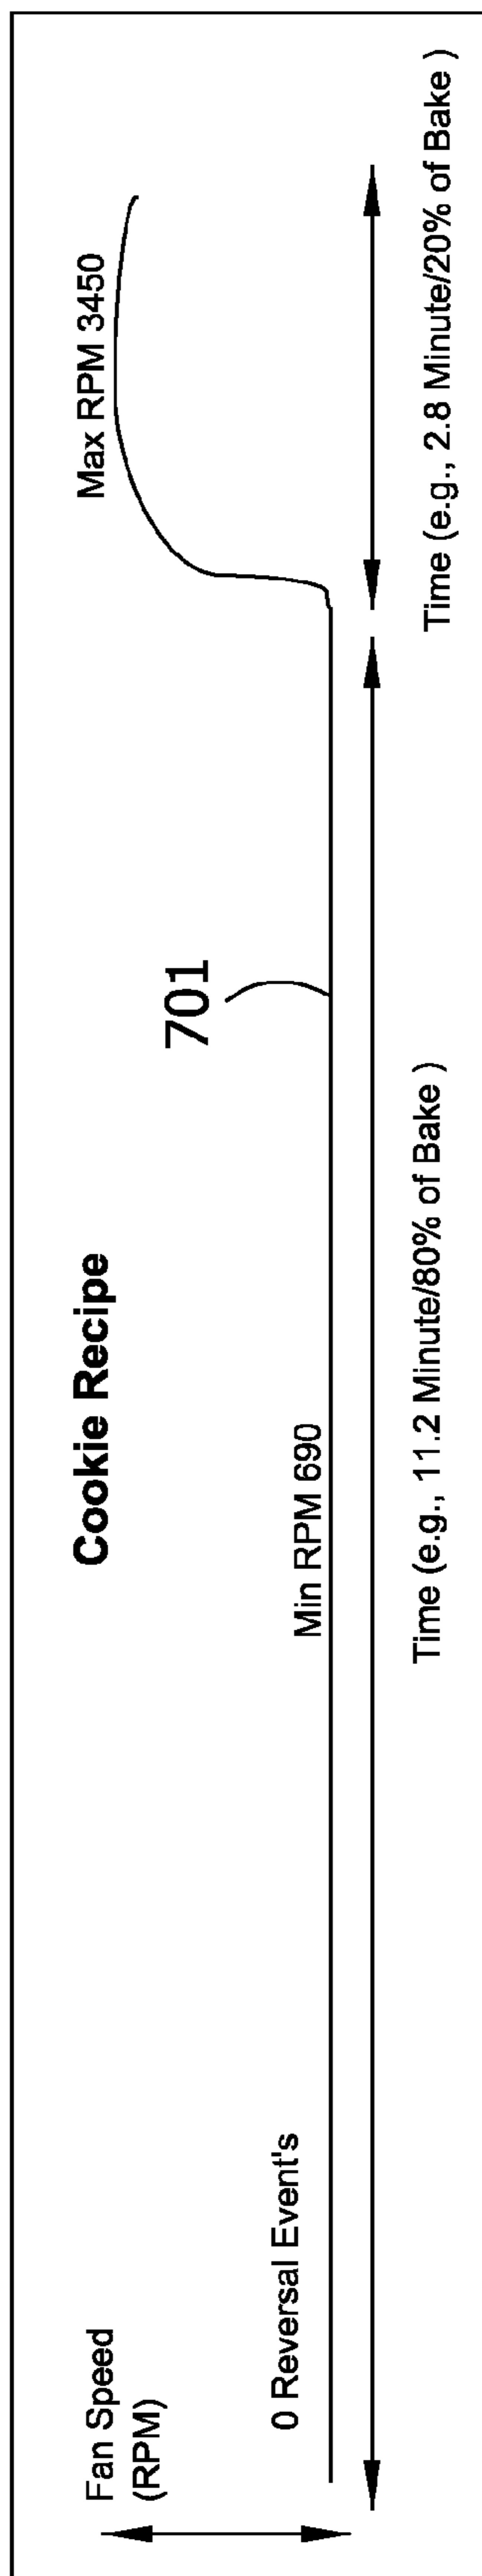 Cookie Recipe
Fan Speed
(RPM)
0 Reversal Event's
Min RPM 690
701
Max RPM 3450
Time (e.g., 11.2 Minute/80% of Bake )
Time (e.g., 2.8 Minute/20% of Bake )